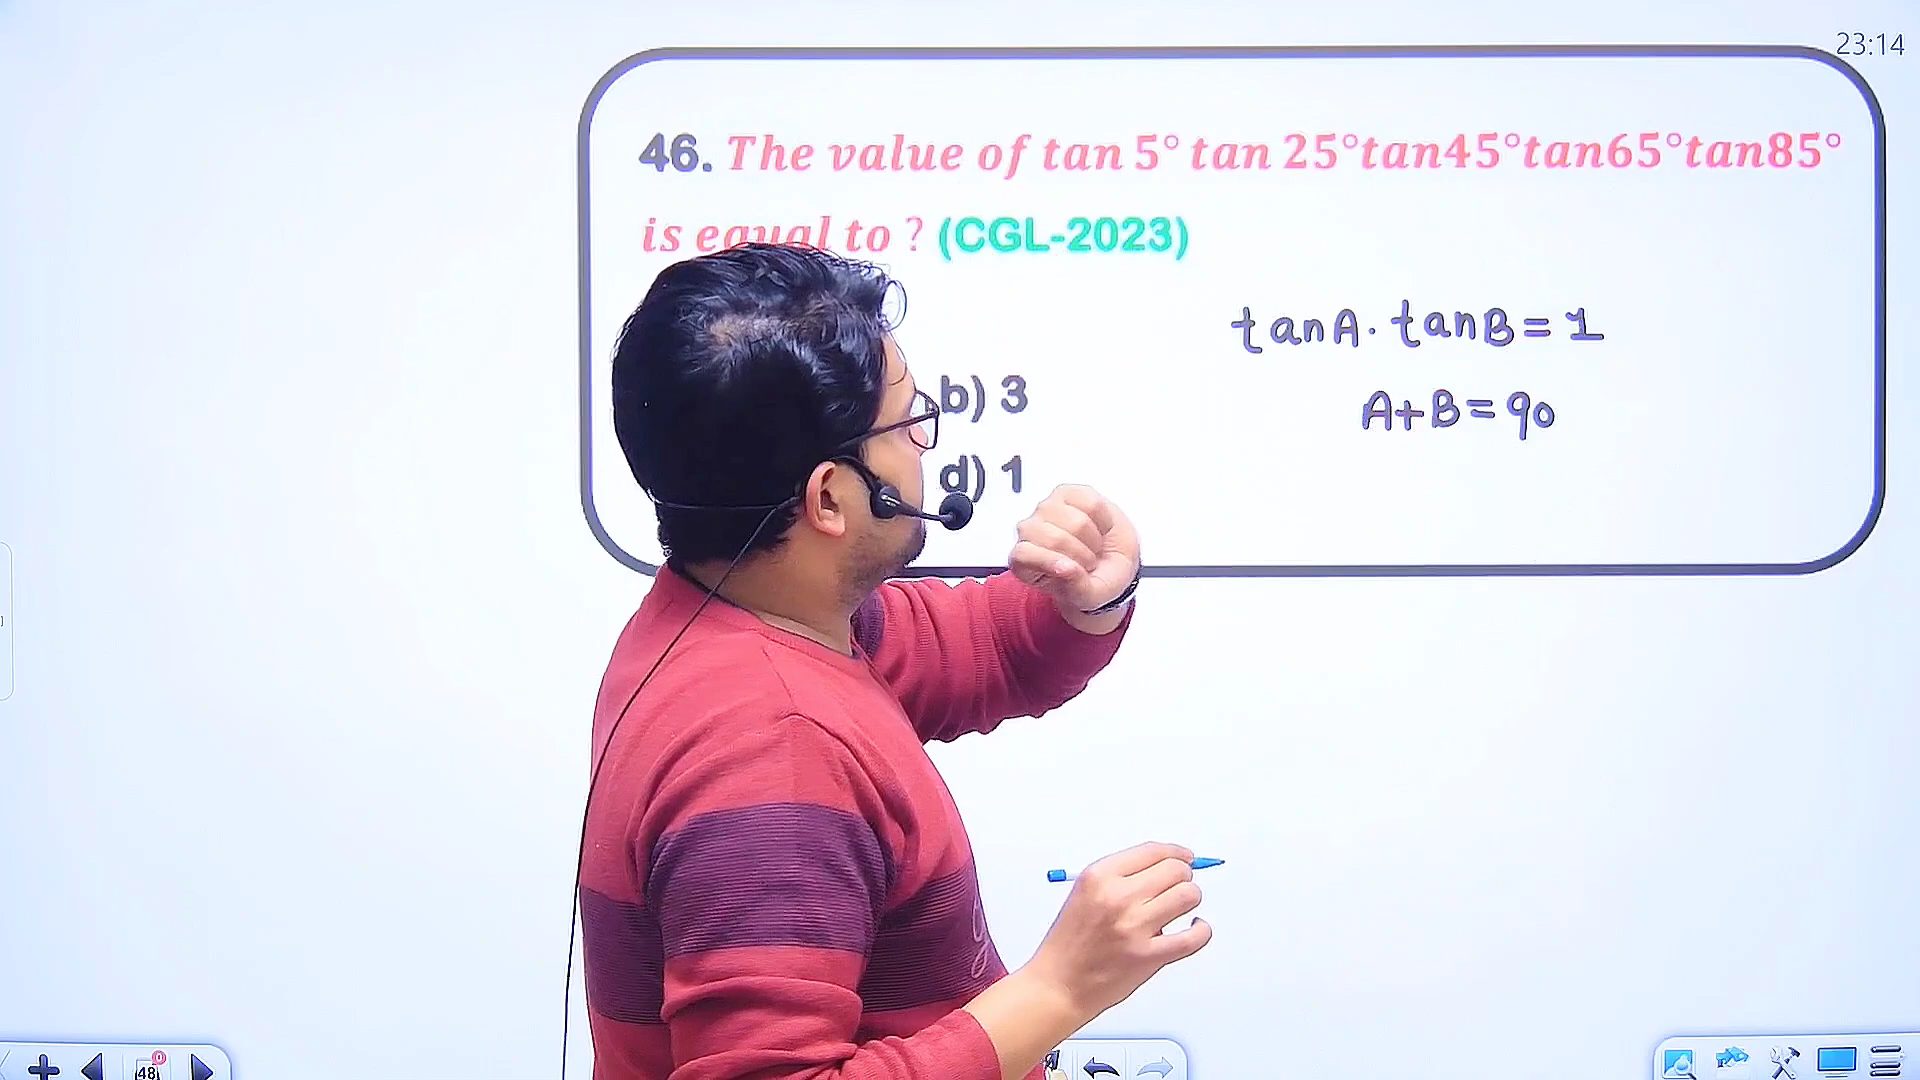 23:14
46. The value of tan 5° tan 25°tan45°tan65°tan85°
is equal to ? (CGL-2023)
tanA. tanB = 1
b) 3
A+B = 90
d) 1
48
0